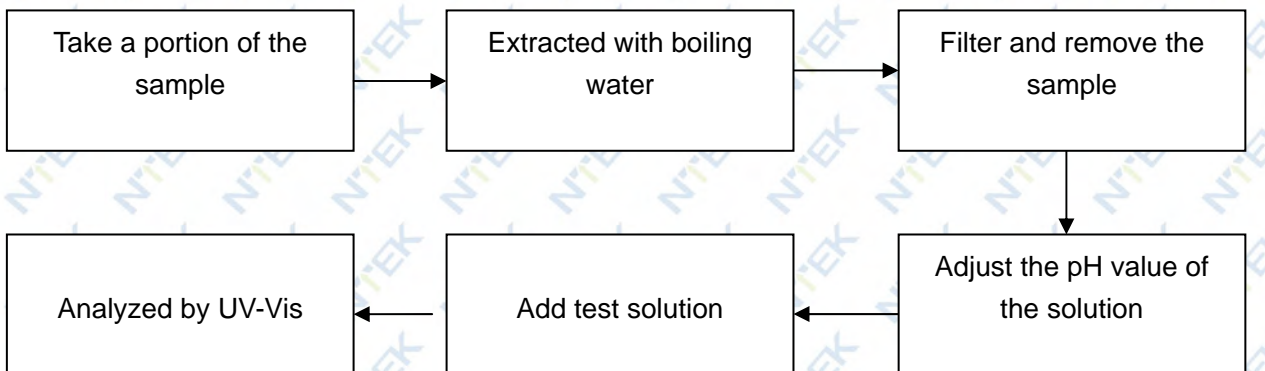 Take a portion of the
sample
Extracted with boiling
water
Filter and remove the
sample
Adjust the pH value of
the solution
Add test solution
Analyzed by UV-Vis
NTEK